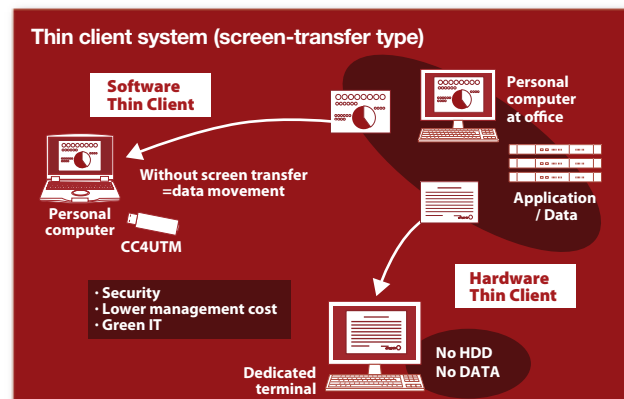 Thin client system (screen-transfer type)
Software
Thin Client
Personal
computer
at office
Without screen transfer
=data movement
Personal
computer
CC4UTM
Application
/ Data
Hardware
Thin Client
· Security
· Lower management cost
· Green IT
No HDD
No DATA
Dedicated
terminal